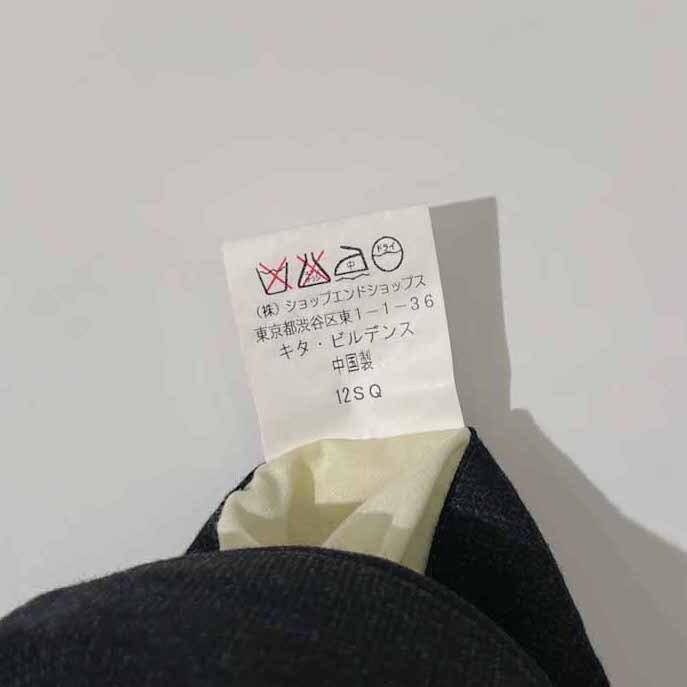 中 ドライ
(株)ショップエンドショップス
東京都渋谷区東1-1-36
キタ・ビルデンス
中国製
12SQ